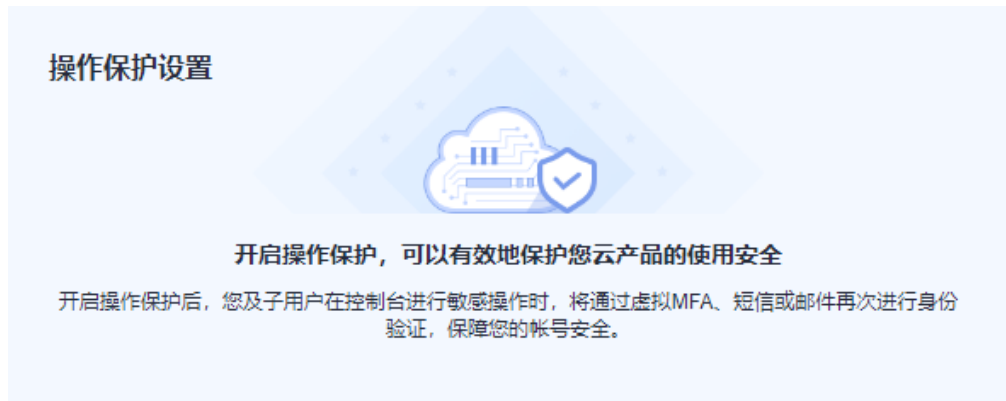 操作保护设置
开启操作保护，可以有效地保护您云产品的使用安全
开启操作保护后，您及子用户在控制台进行敏感操作时，将通过虚拟MFA、短信或邮件再次进行身份
验证，保障您的帐号安全。